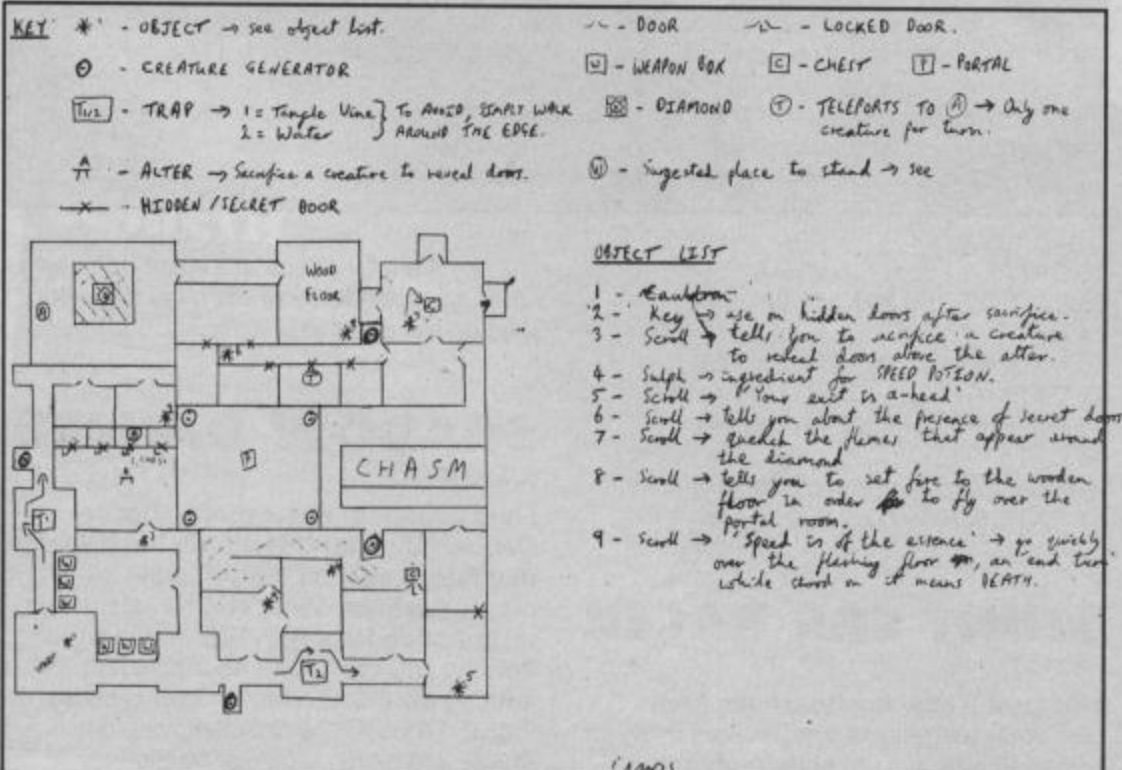 KEY
* - OBJECT → see object list.
- CREATURE GENERATOR
T1/2 - TRAP → 1 = Tangle Vine } TO AVOID, SIMPLY WALK
2 = Water } AROUND THE EDGE.
A - ALTER → Sacrifice a creature to reveal doors.
-x- - HIDDEN/SECRET DOOR
- DOOR
-L- - LOCKED DOOR.
W - WEAPON BOX
C - CHEST
P - PORTAL
- DIAMOND
T - TELEPORTS TO A → Only one
creature per turn.
W - Sugested place to stand → see
WOOD
FLOOR
A
C
T
P
CHASM
A
T1
W
W
W
W W W
T2
*5
OBJECT LIST
1 - Cauldron
2 - Key → use on hidden doors after sacrifice.
3 - Scroll → tells you to sacrifice a creature
to reveal doors above the alter.
4 - Sulph → ingredient for SPEED POTION.
5 - Scroll → 'Your exit is a-head'
6 - Scroll → tells you about the presence of secret doors
7 - Scroll → quench the flames that appear around
the diamond
8 - Scroll → tells you to set fire to the wooden
floor in order to fly over the
portal room.
9 - Scroll → 'Speed is of the essence' → go quickly
over the flashing floor, an end turn
while stood on it means DEATH.